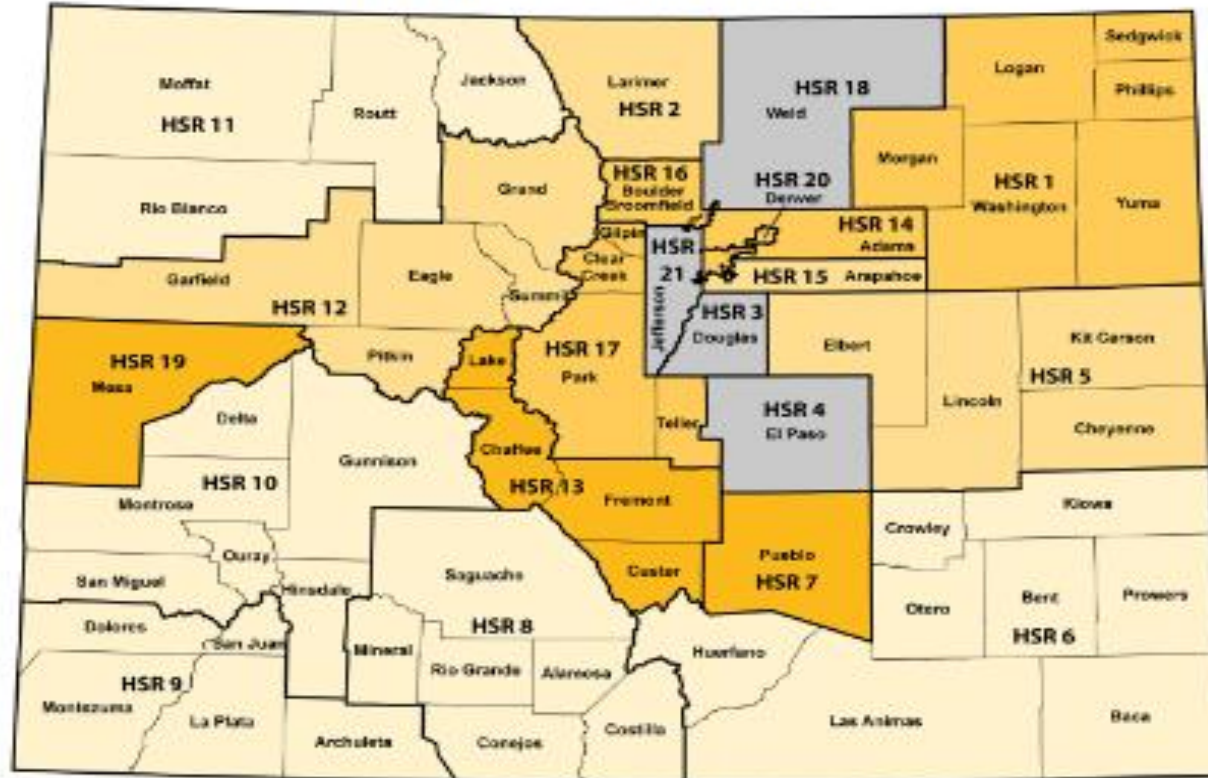 Moffat
HSR 11
Routt
Jackson
Rio Blanco
Larimer
HSR 2
HSR 18
Weld
HSR 20
Denver
Logan
Sedgwick
Phillips
Morgan
HSR 1
Washington
Yuma
Grand
HSR 16
Boulder
Broomfield
Gilpin
Clear
Creek
HSR
21
Jefferson
HSR 14
Adams
HSR 15
Arapahoe
Garfield
HSR 12
Eagle
Summit
Pitkin
Lake
HSR 17
Park
HSR 3
Douglas
Elbert
Kit Carson
HSR 5
Lincoln
Cheyenne
HSR 19
Mesa
Delta
Gunnison
HSR 10
Montrose
Ouray
San Miguel
Hinsdale
Chaffee
HSR 13
Fremont
Custer
Teller
HSR 4
El Paso
Pueblo
HSR 7
Crowley
Kiowa
Otero
Bent
HSR 6
Prowers
Dolores
San Juan
HSR 9
Montezuma
La Plata
Saguache
HSR 8
Mineral
Rio Grande
Alamosa
Archuleta
Conejos
Costilla
Huerfano
Las Animas
Baca